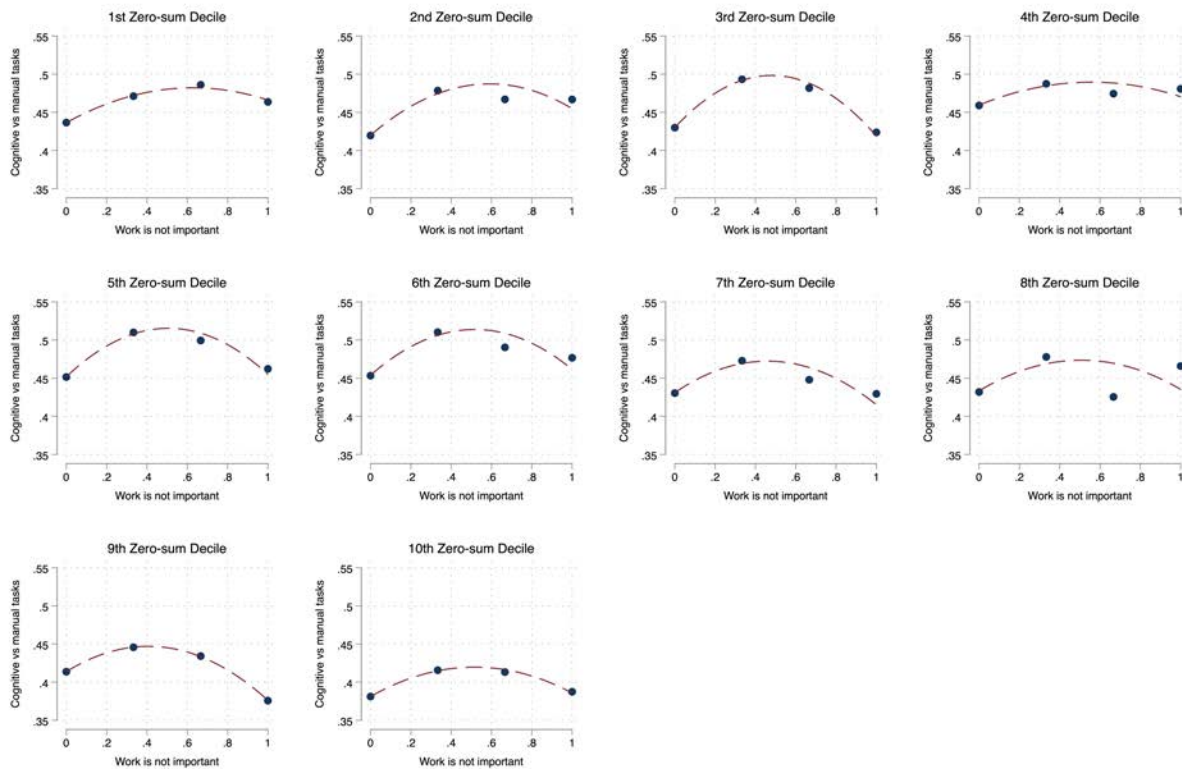 1st Zero-sum Decile
Cognitive vs manual tasks
.55
.5
.45
.4
.35
0 .2 .4 .6 .8 1
Work is not important
2nd Zero-sum Decile
Cognitive vs manual tasks
.55
.5
.45
.4
.35
0 .2 .4 .6 .8 1
Work is not important
3rd Zero-sum Decile
Cognitive vs manual tasks
.55
.5
.45
.4
.35
0 .2 .4 .6 .8 1
Work is not important
4th Zero-sum Decile
Cognitive vs manual tasks
.55
.5
.45
.4
.35
0 .2 .4 .6 .8 1
Work is not important
5th Zero-sum Decile
Cognitive vs manual tasks
.55
.5
.45
.4
.35
0 .2 .4 .6 .8 1
Work is not important
6th Zero-sum Decile
Cognitive vs manual tasks
.55
.5
.45
.4
.35
0 .2 .4 .6 .8 1
Work is not important
7th Zero-sum Decile
Cognitive vs manual tasks
.55
.5
.45
.4
.35
0 .2 .4 .6 .8 1
Work is not important
8th Zero-sum Decile
Cognitive vs manual tasks
.55
.5
.45
.4
.35
0 .2 .4 .6 .8 1
Work is not important
9th Zero-sum Decile
Cognitive vs manual tasks
.55
.5
.45
.4
.35
0 .2 .4 .6 .8 1
Work is not important
10th Zero-sum Decile
Cognitive vs manual tasks
.55
.5
.45
.4
.35
0 .2 .4 .6 .8 1
Work is not important